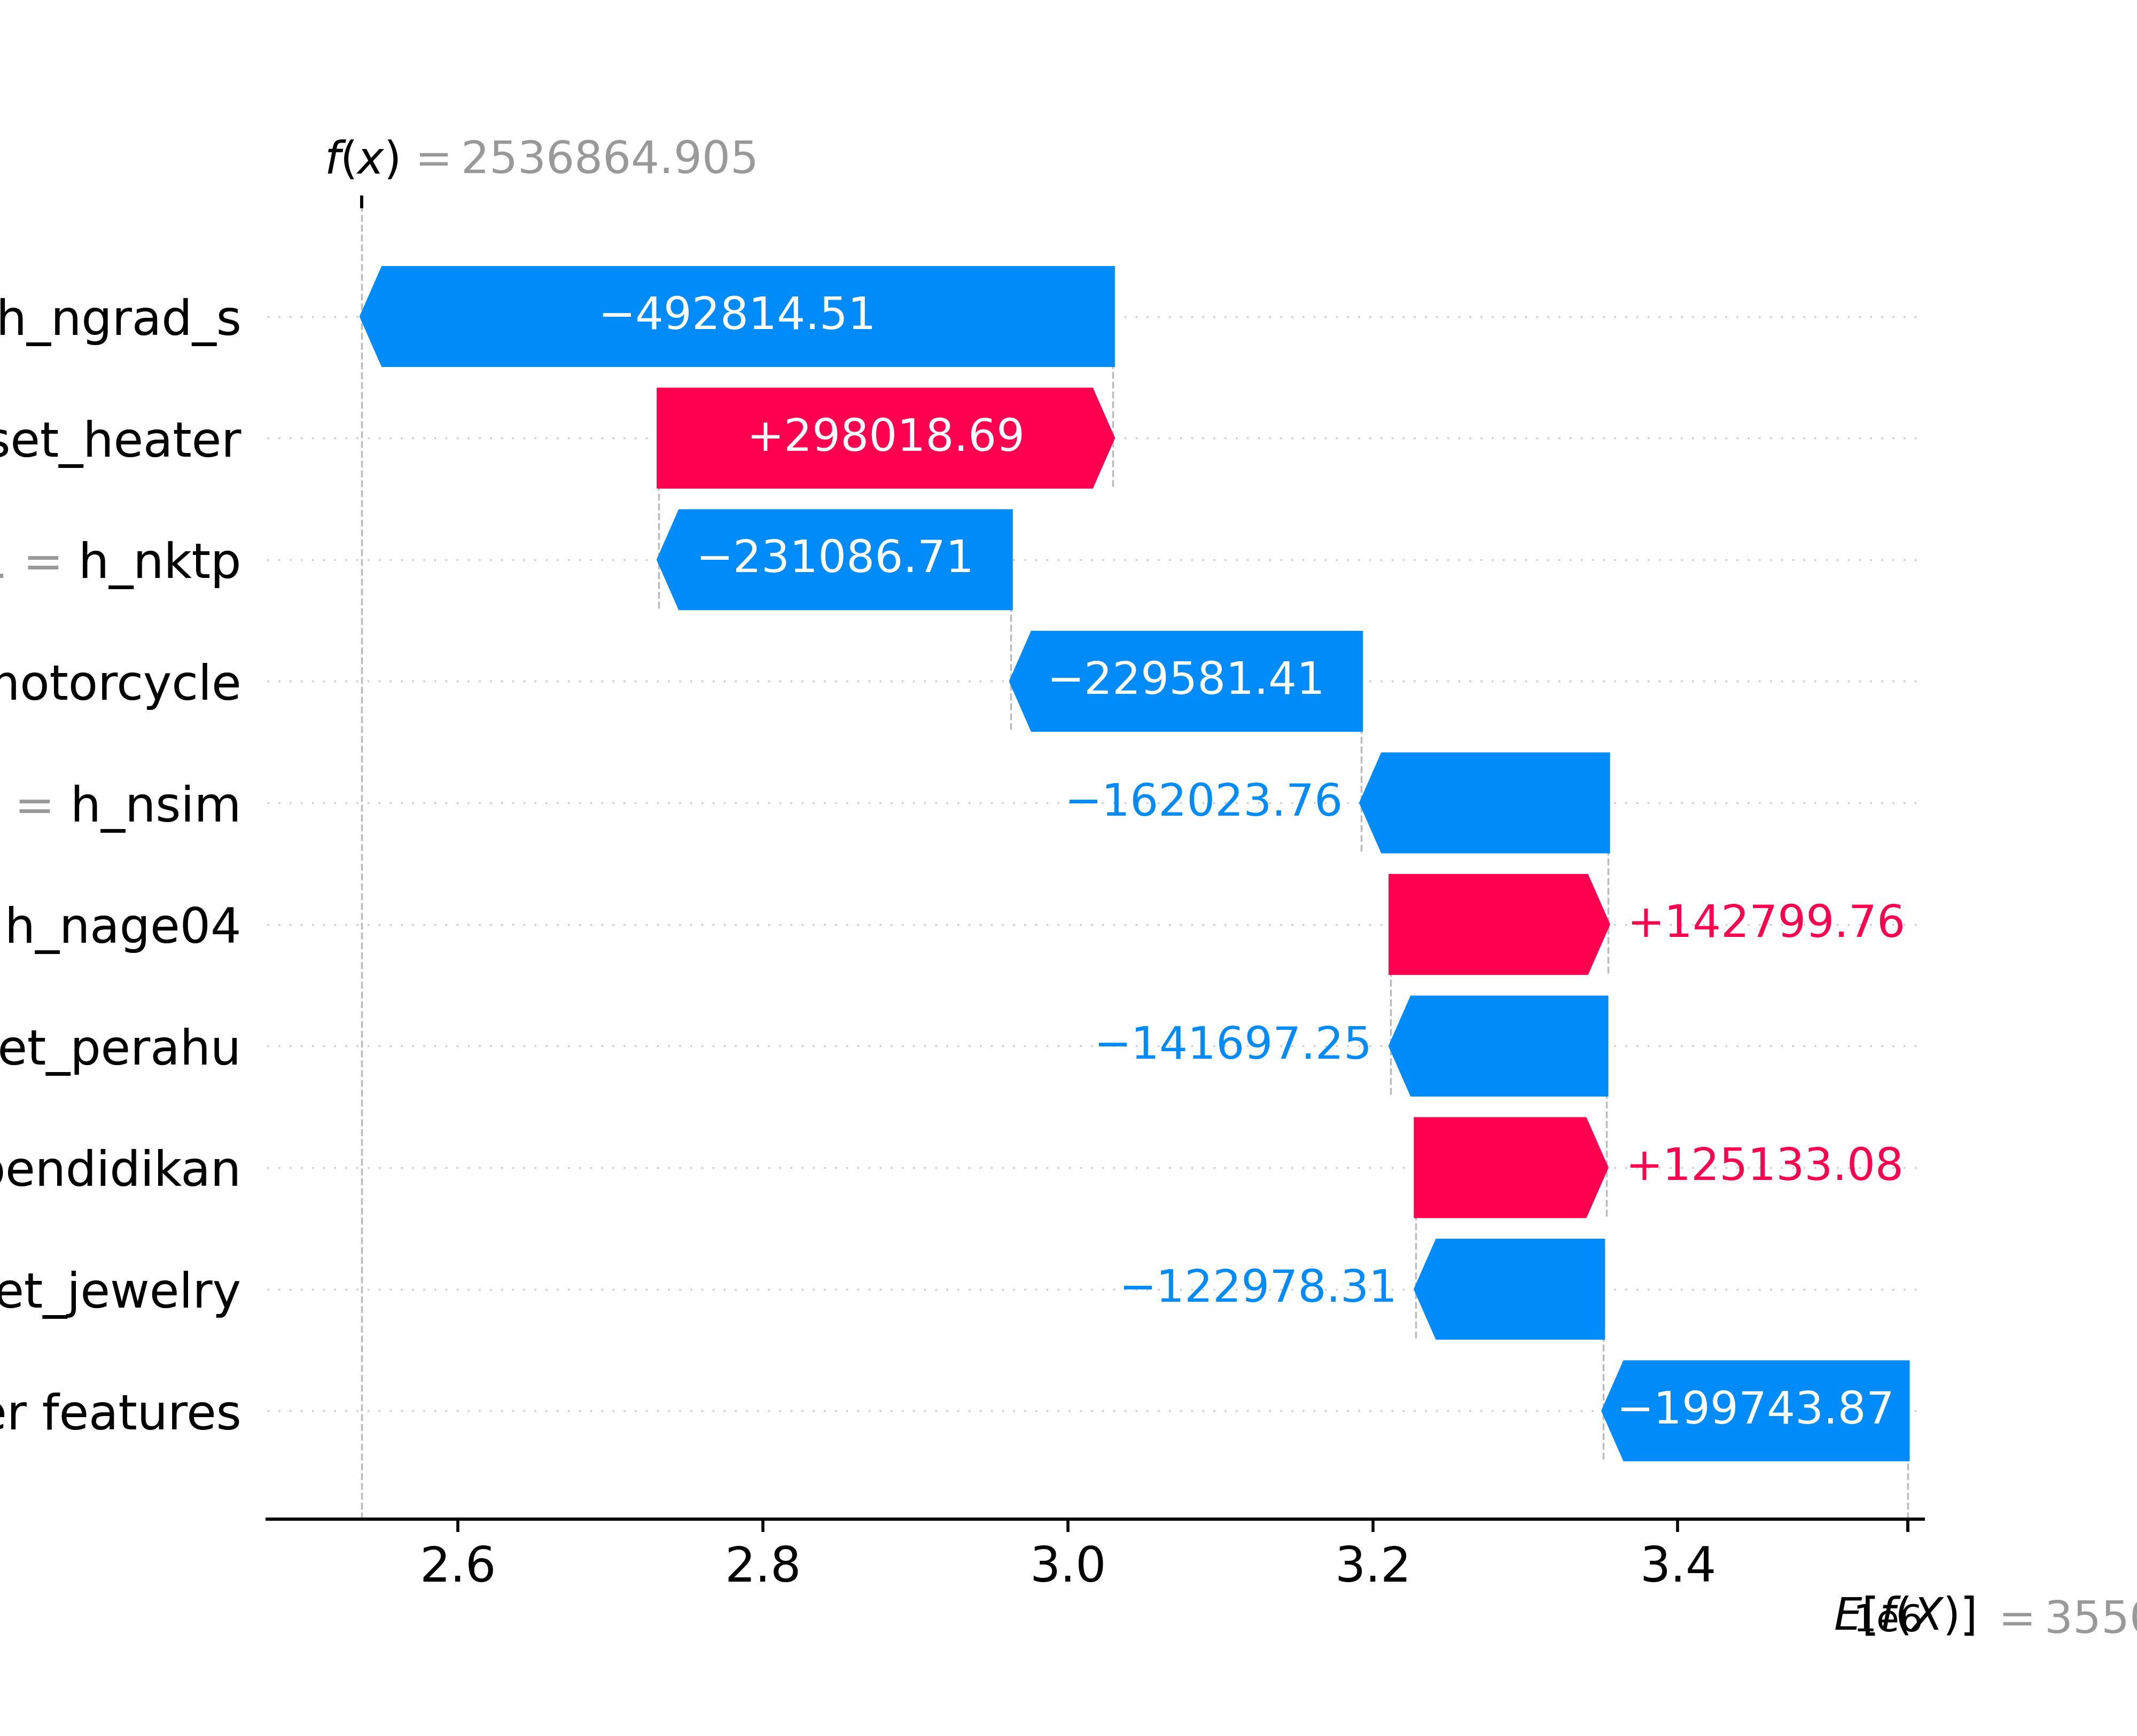 f(x) = 2536864.905
h_ngrad_s −492814.51
set_heater +298018.69
= h_nktp −231086.71
motorcycle −229581.41
= h_nsim −162023.76
h_nage04 +142799.76
et_perahu −141697.25
pendidikan +125133.08
et_jewelry −122978.31
er features −199743.87
2.6 2.8 3.0 3.2 3.4
1e6
E[f(X)] = 3550